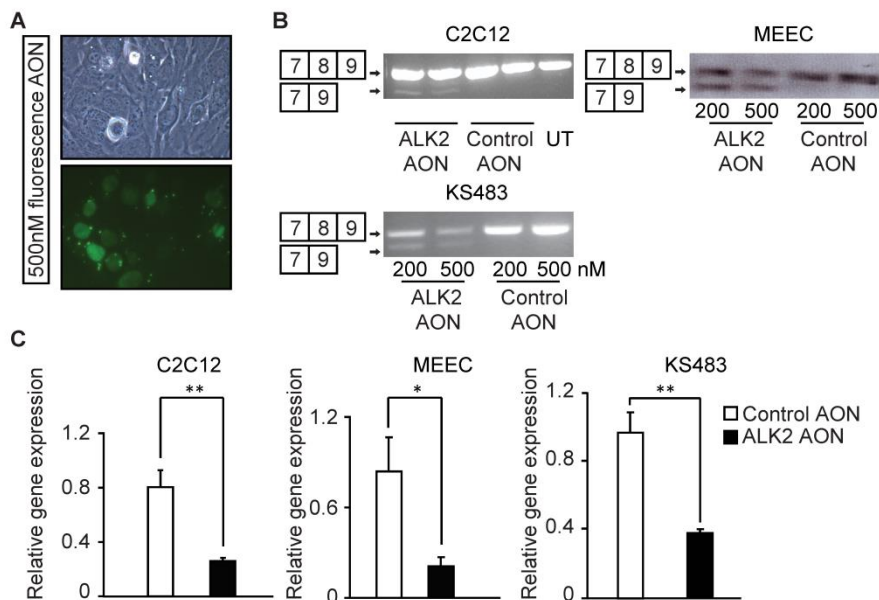 A
500nM fluorescence AON
B
C2C12
7 8 9
7 9
ALK2 AON
Control AON
UT
MEEC
7 8 9
7 9
200 500 200 500
ALK2 AON
Control AON
KS483
7 8 9
7 9
200 500 200 500 nM
ALK2 AON
Control AON
C
C2C12
Relative gene expression
**
1.2
0.8
0.4
0
MEEC
Relative gene expression
*
1.2
0.6
0
KS483
Relative gene expression
**
1.2
0.8
0.4
0
Control AON
ALK2 AON